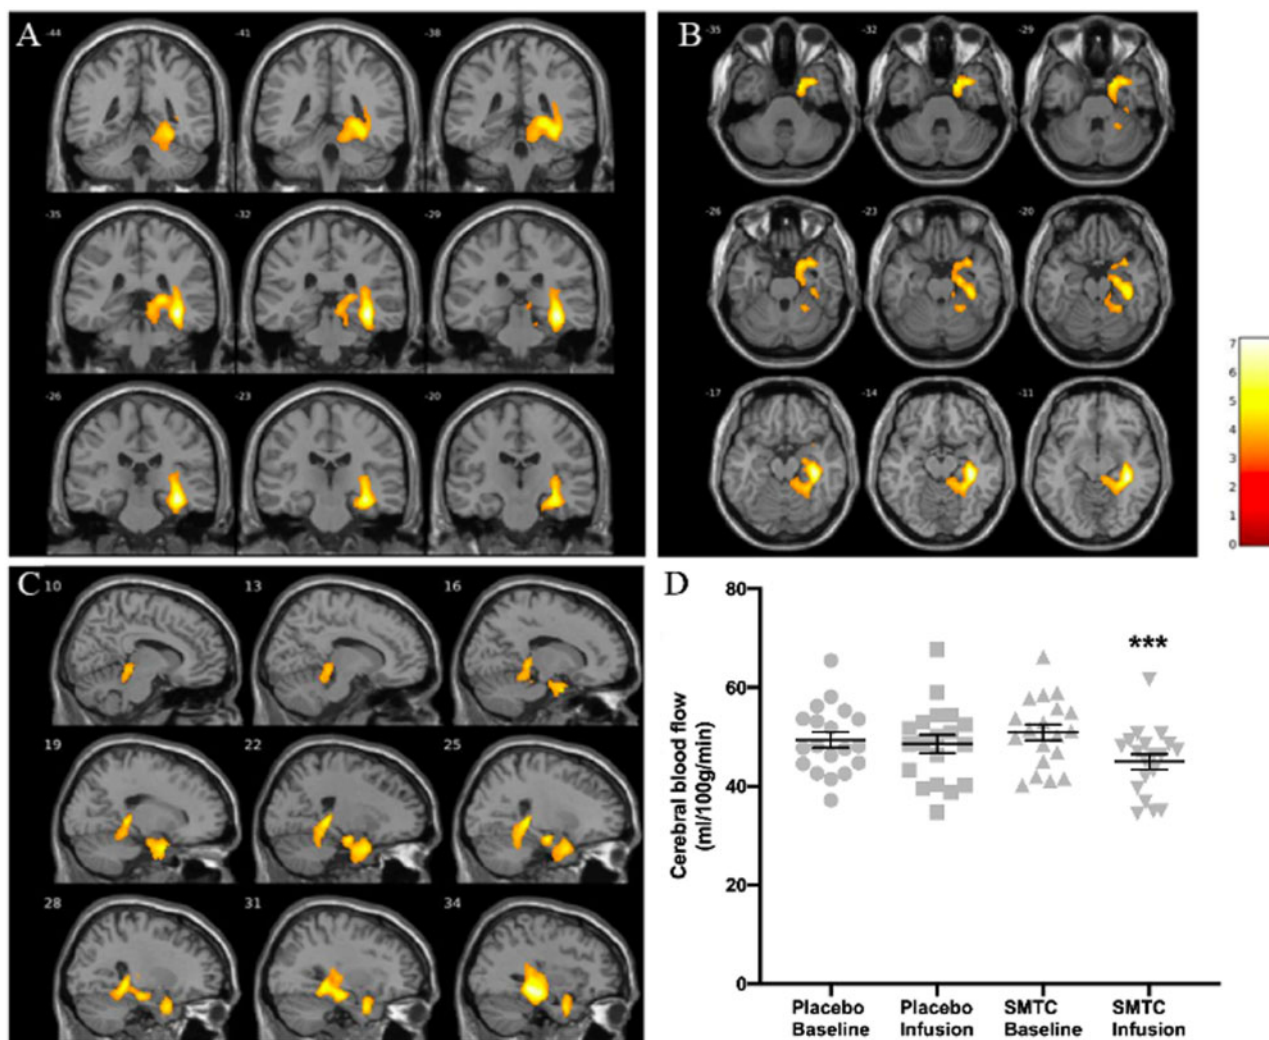 A
-44 -41 -38
-35 -32 -29
-26 -23 -20
B
-35 -32 -29
-26 -23 -20
-17 -14 -11
7
6
5
4
3
2
1
0
C
10 13 16
19 22 25
28 31 34
D
80
60
40
20
0
Cerebral blood flow
(ml/100g/min)
***
Placebo Baseline
Placebo Infusion
SMTC Baseline
SMTC Infusion